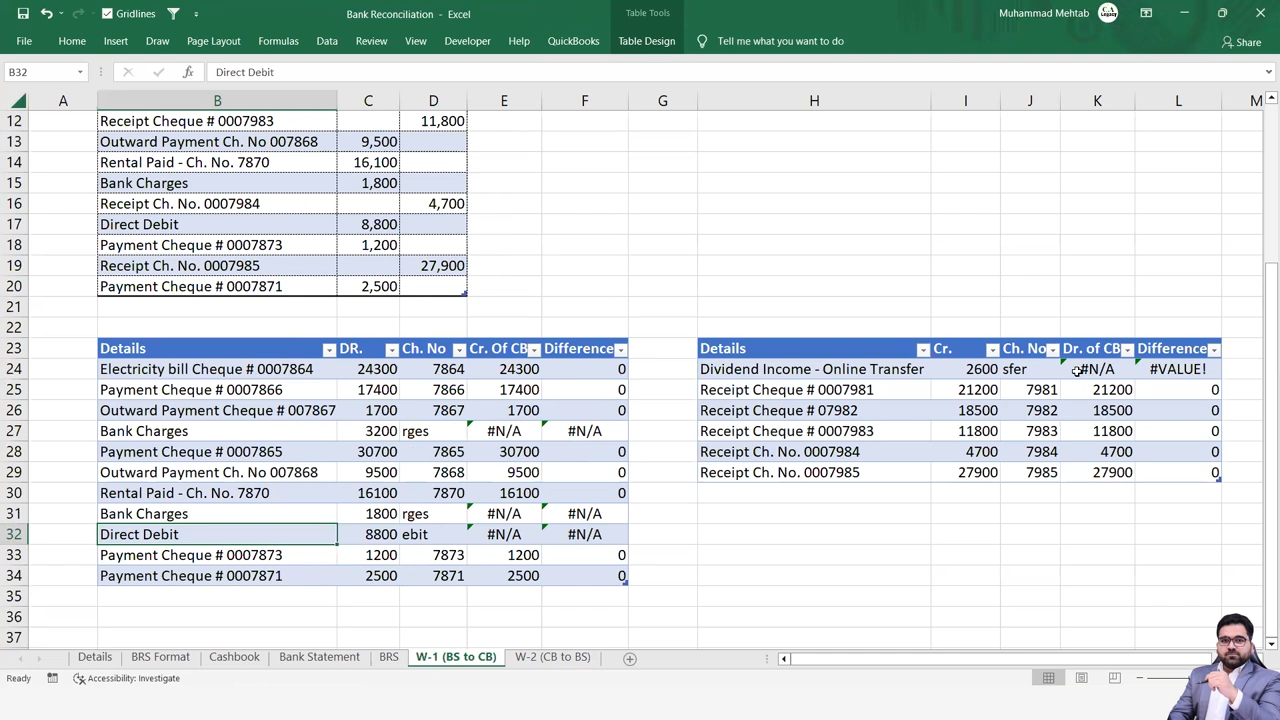 Gridlines
Bank Reconciliation - Excel
Table Tools
Muhammad Mehtab
File Home Insert Draw Page Layout Formulas Data Review View Developer Help QuickBooks Table Design Tell me what you want to do Share
B32 fx Direct Debit
A B C D E F G H I J K L M
12 Receipt Cheque # 0007983 11,800
13 Outward Payment Ch. No 007868 9,500
14 Rental Paid - Ch. No. 7870 16,100
15 Bank Charges 1,800
16 Receipt Ch. No. 0007984 4,700
17 Direct Debit 8,800
18 Payment Cheque # 0007873 1,200
19 Receipt Ch. No. 0007985 27,900
20 Payment Cheque # 0007871 2,500
21
22
23 Details DR. Ch. No Cr. Of CB Difference Details Cr. Ch. No Dr. of CB Difference
24 Electricity bill Cheque # 0007864 24300 7864 24300 0 Dividend Income - Online Transfer 2600 sfer #N/A #VALUE!
25 Payment Cheque # 0007866 17400 7866 17400 0 Receipt Cheque # 0007981 21200 7981 21200 0
26 Outward Payment Cheque # 007867 1700 7867 1700 0 Receipt Cheque # 07982 18500 7982 18500 0
27 Bank Charges 3200 rges #N/A #N/A Receipt Cheque # 0007983 11800 7983 11800 0
28 Payment Cheque # 0007865 30700 7865 30700 0 Receipt Ch. No. 0007984 4700 7984 4700 0
29 Outward Payment Ch. No 007868 9500 7868 9500 0 Receipt Ch. No. 0007985 27900 7985 27900 0
30 Rental Paid - Ch. No. 7870 16100 7870 16100 0
31 Bank Charges 1800 rges #N/A #N/A
32 Direct Debit 8800 ebit #N/A #N/A
33 Payment Cheque # 0007873 1200 7873 1200 0
34 Payment Cheque # 0007871 2500 7871 2500 0
35
36
37
Details BRS Format Cashbook Bank Statement BRS W-1 (BS to CB) W-2 (CB to BS)
Ready Accessibility: Investigate